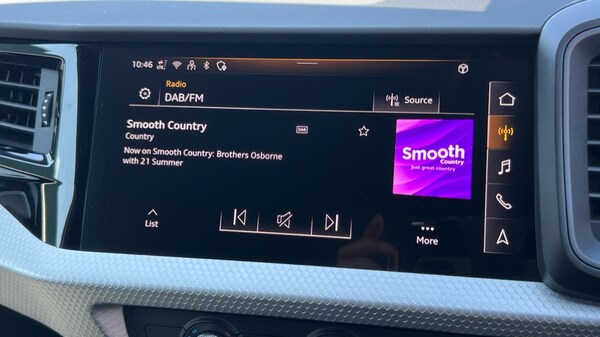 10:46
Radio
DAB/FM
Source
Smooth Country
DAB
Country
Now on Smooth Country: Brothers Osborne
with 21 Summer
Smooth
Country
Just great country
List
More